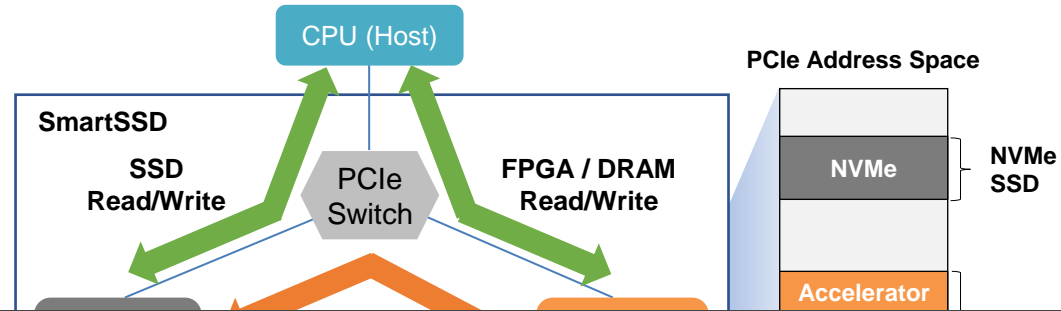 CPU (Host)
PCIe Address Space
SmartSSD
SSD
Read/Write
PCIe
Switch
FPGA / DRAM
Read/Write
NVMe
NVMe
SSD
Accelerator